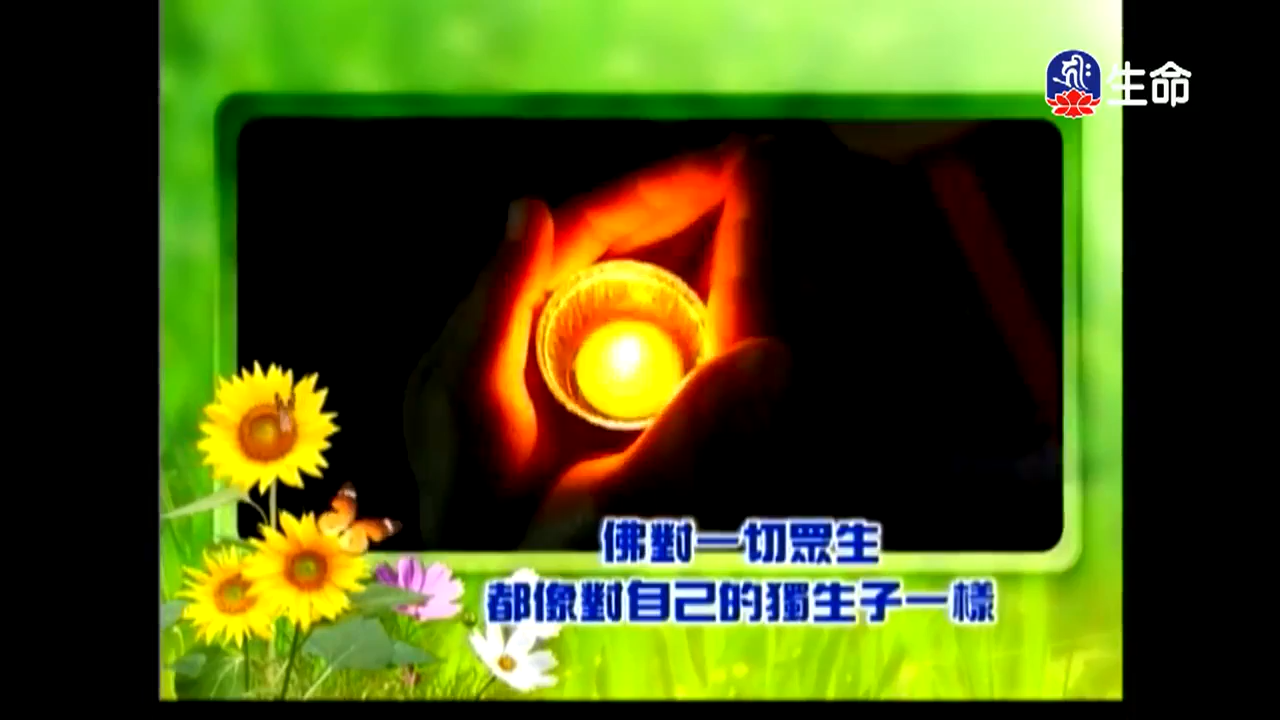 生命
佛對一切眾生
都像對自己的獨生子一樣